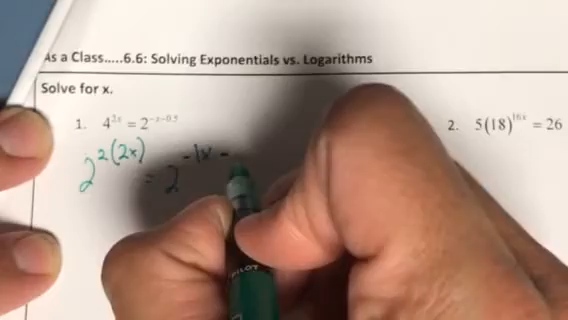 As a Class.....6.6: Solving Exponentials vs. Logarithms
Solve for x.
1. 4^{2x} = 2^{-x-0.5}
2. 5(18)^{16x} = 26
2^{2(2x)} = 2^{-1x-
PILOT